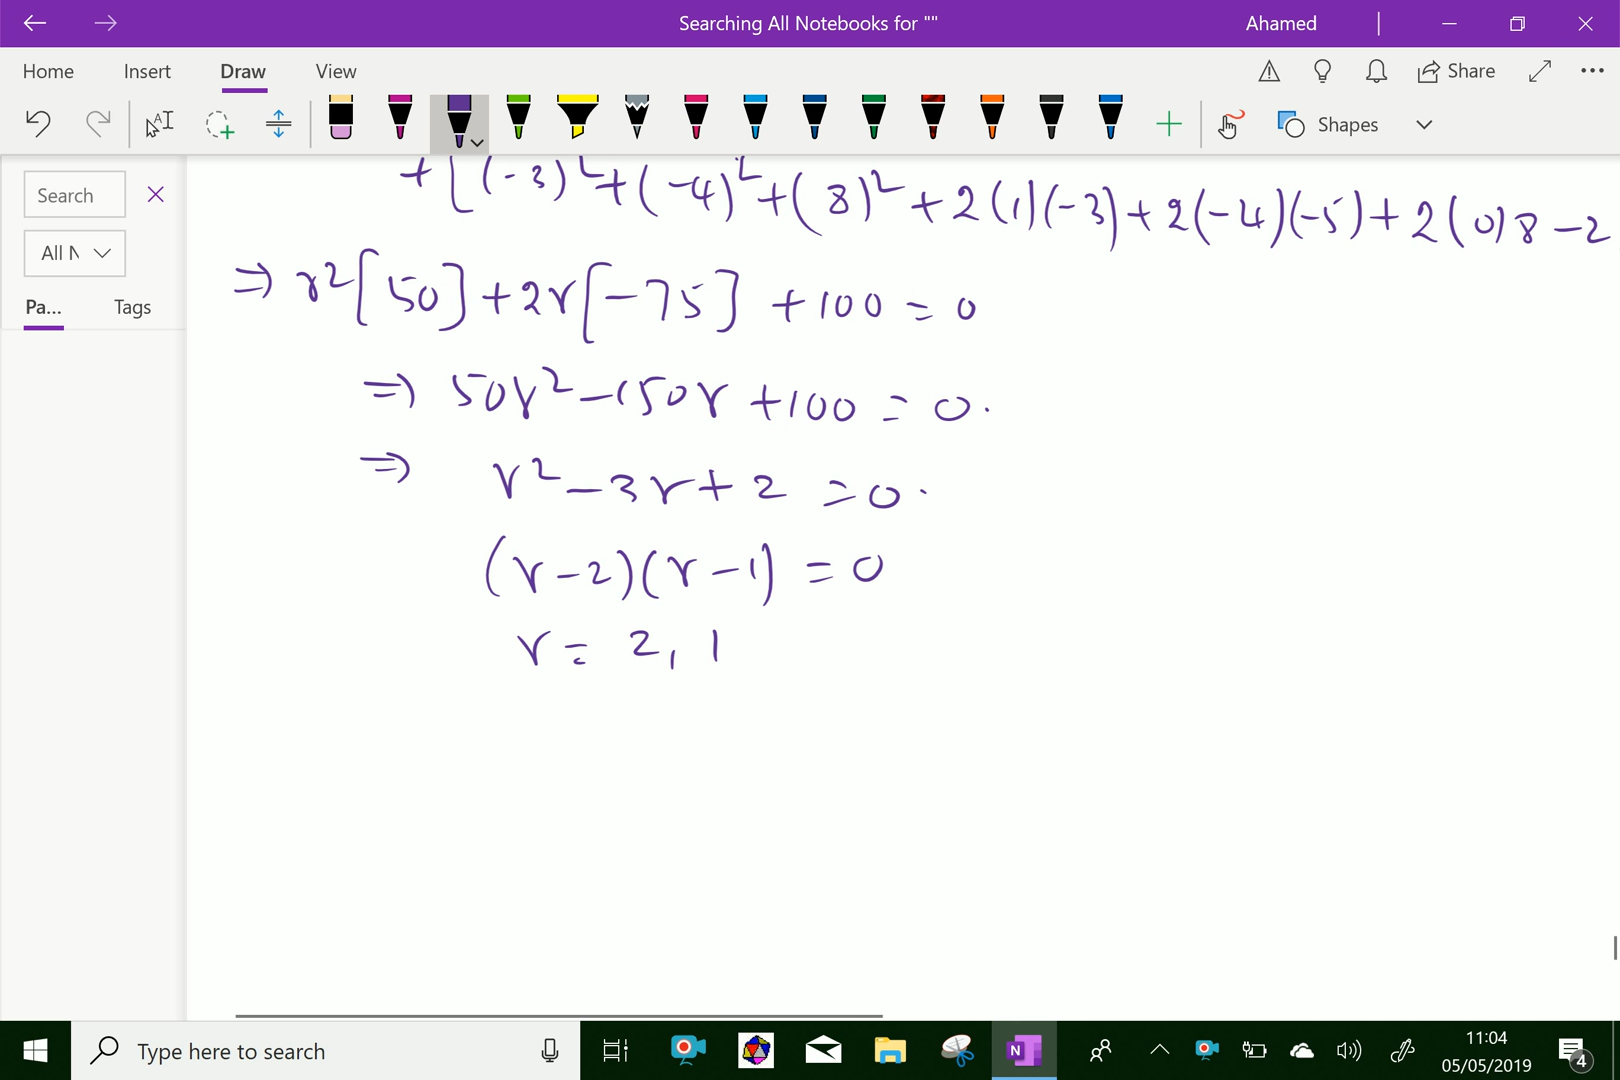 Searching All Notebooks for ""
Ahamed
Home Insert Draw View
Share
Shapes
Search
All N
Pa... Tags
+ [(-3)² + (-4)² + (8)² + 2(1)(-3) + 2(-4)(-5) + 2(0)8 - 2
⇒ r²[50] + 2r[-75] + 100 = 0
⇒ 50r² - 150r + 100 = 0.
⇒ r² - 3r + 2 = 0.
(r-2)(r-1) = 0
r = 2, 1
Type here to search
N
11:04
05/05/2019
4